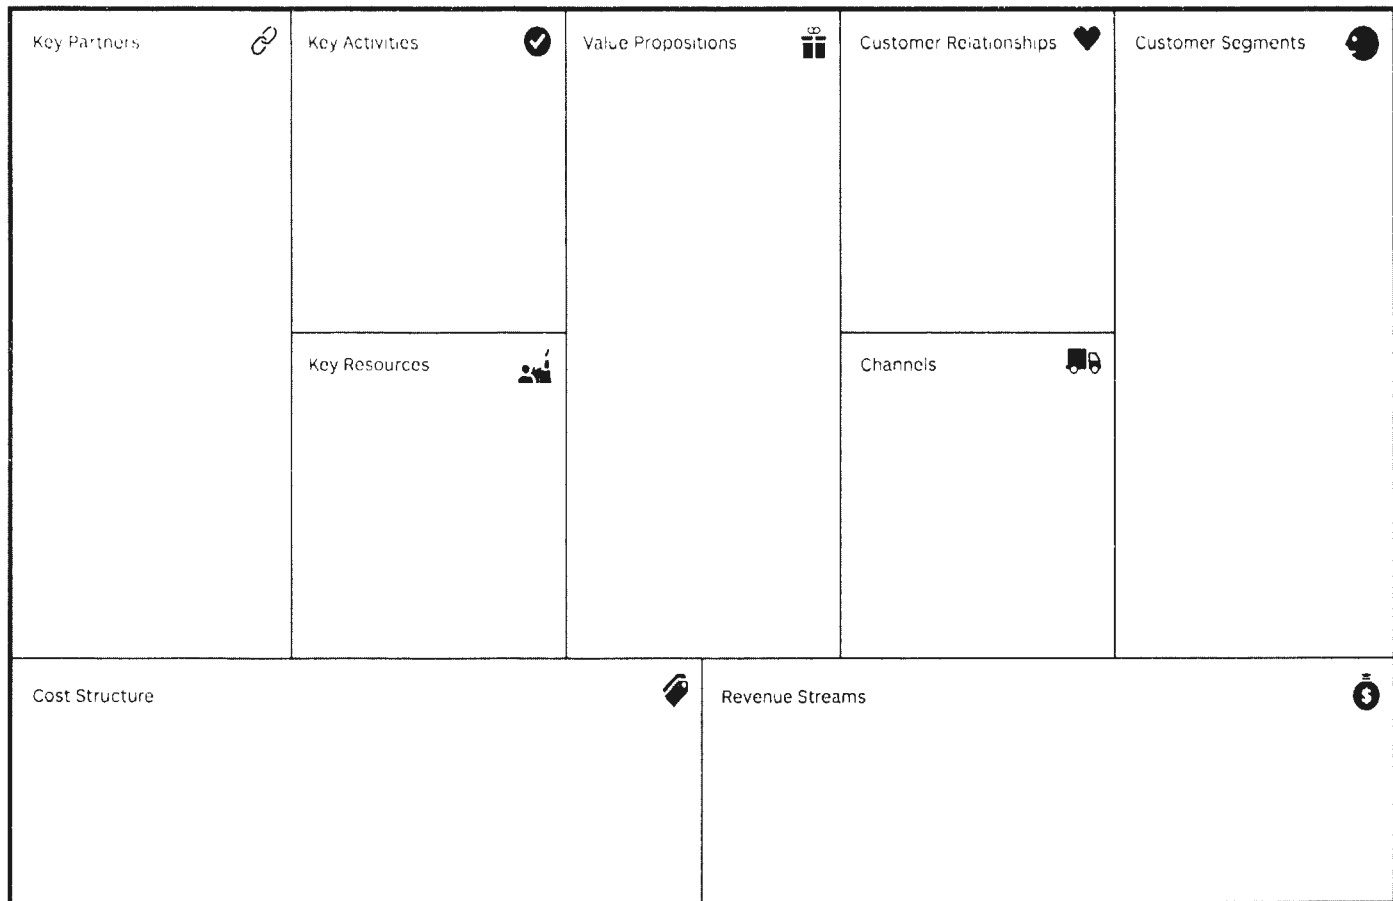 Key Partners
Key Activities
Value Propositions
Customer Relationships
Customer Segments
Key Resources
Channels
Cost Structure
Revenue Streams
$